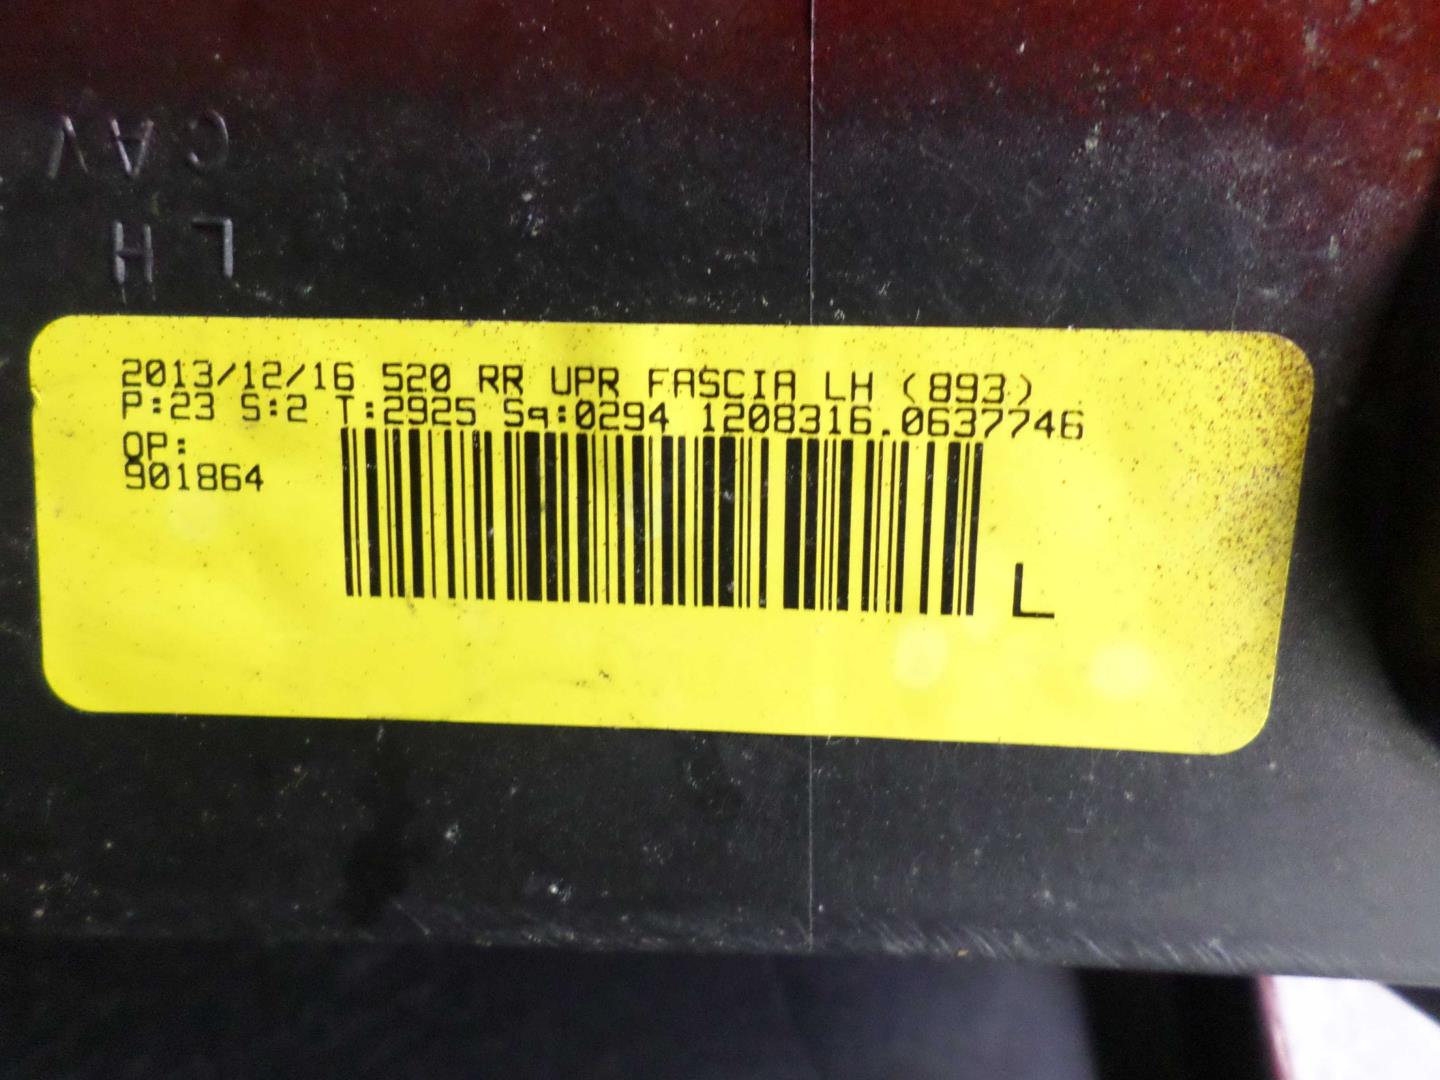 CAV
LH
2013/12/16 520 RR UPR FASCIA LH (893)
P:23 S:2 T:2925 Sq:0294 1208316.0637746
OP:
901864
L